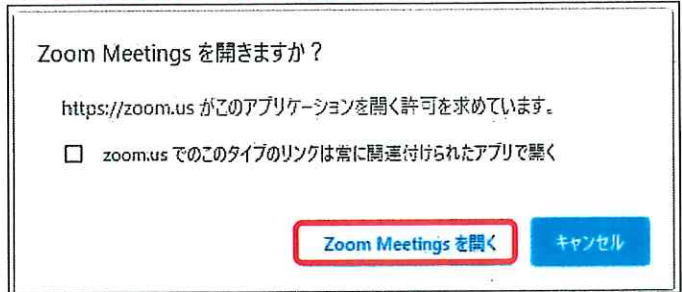 Zoom Meetings を開きますか？
https://zoom.us がこのアプリケーションを開く許可を求めています。
zoom.us でのこのタイプのリンクは常に関連付けられたアプリで開く
Zoom Meetings を開く
キャンセル